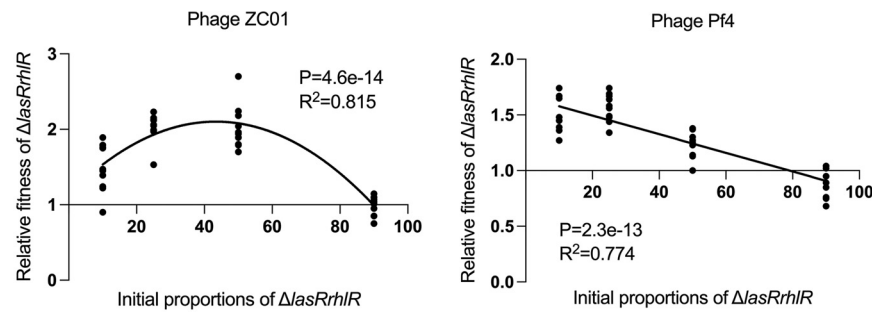 Phage ZC01
Relative fitness of ΔlasRrhlR
3
2
1
0
20
40
60
80
100
P=4.6e-14
R²=0.815
Initial proportions of ΔlasRrhlR
Phage Pf4
Relative fitness of ΔlasRrhlR
2.0
1.5
1.0
0.5
0.0
20
40
60
80
100
P=2.3e-13
R²=0.774
Initial proportions of ΔlasRrhlR